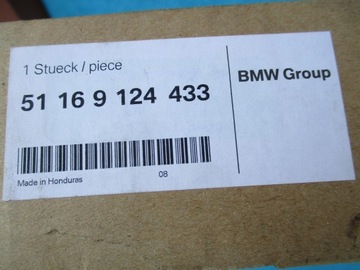 1 Stueck / piece
BMW Group
51 16 9 124 433
Made in Honduras
08